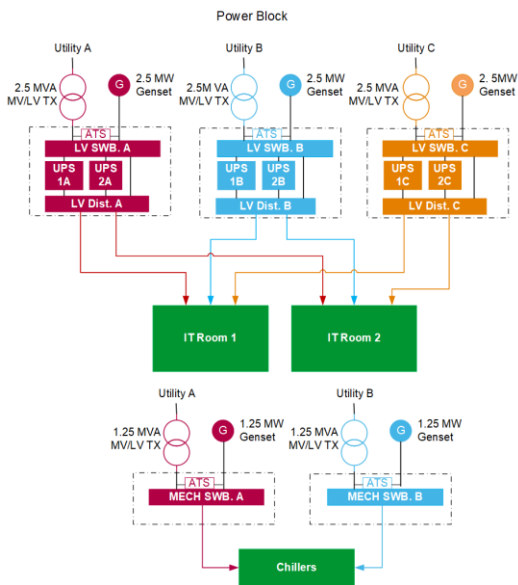 Power Block
Utility A
Utility B
Utility C
2.5 MVA
MV/LV TX
G
2.5 MW
Genset
2.5M VA
MV/LV TX
G
2.5 MW
Genset
2.5 MVA
MV/LV TX
G
2. 5MW
Genset
ATS
LV SWB. A
UPS
1A
UPS
2A
LV Dist. A
ATS
LV SWB. B
UPS
1B
UPS
2B
LV Dist. B
ATS
LV SWB. C
UPS
1C
UPS
2C
LV Dist. C
IT Room 1
IT Room 2
Utility A
Utility B
1.25 MVA
MV/LV TX
G
1.25 MW
Genset
1.25 MVA
MV/LV TX
G
1.25 MW
Genset
ATS
MECH SWB. A
ATS
MECH SWB. B
Chillers